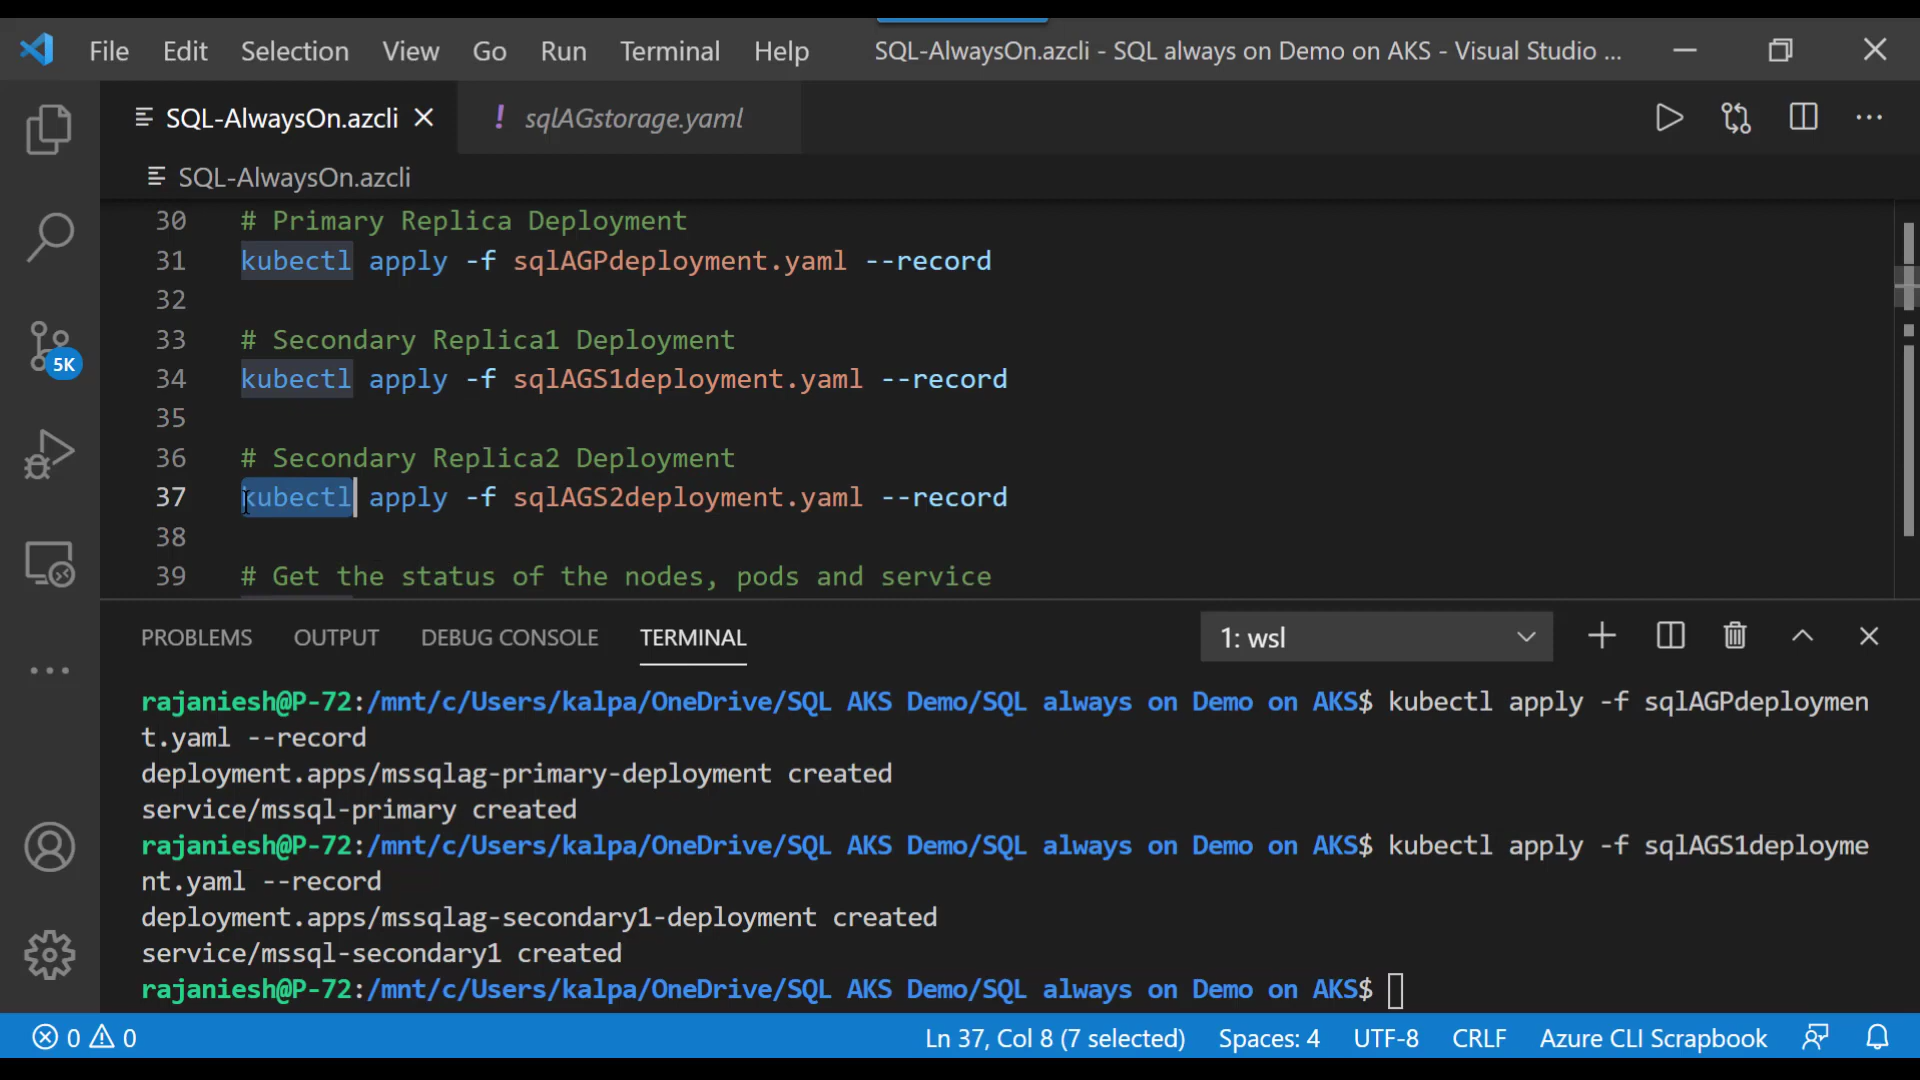 File Edit Selection View Go Run Terminal Help SQL-AlwaysOn.azcli - SQL always on Demo on AKS - Visual Studio ...
SQL-AlwaysOn.azcli sqlAGstorage.yaml
SQL-AlwaysOn.azcli
30 # Primary Replica Deployment
31 kubectl apply -f sqlAGPdeployment.yaml --record
32
33 # Secondary Replica1 Deployment
34 kubectl apply -f sqlAGS1deployment.yaml --record
35
36 # Secondary Replica2 Deployment
37 kubectl apply -f sqlAGS2deployment.yaml --record
38
39 # Get the status of the nodes, pods and service
5K
PROBLEMS OUTPUT DEBUG CONSOLE TERMINAL 1: wsl
rajaniesh@P-72:/mnt/c/Users/kalpa/OneDrive/SQL AKS Demo/SQL always on Demo on AKS$ kubectl apply -f sqlAGPdeploymen
t.yaml --record
deployment.apps/mssqlag-primary-deployment created
service/mssql-primary created
rajaniesh@P-72:/mnt/c/Users/kalpa/OneDrive/SQL AKS Demo/SQL always on Demo on AKS$ kubectl apply -f sqlAGS1deployme
nt.yaml --record
deployment.apps/mssqlag-secondary1-deployment created
service/mssql-secondary1 created
rajaniesh@P-72:/mnt/c/Users/kalpa/OneDrive/SQL AKS Demo/SQL always on Demo on AKS$
0 0 Ln 37, Col 8 (7 selected) Spaces: 4 UTF-8 CRLF Azure CLI Scrapbook